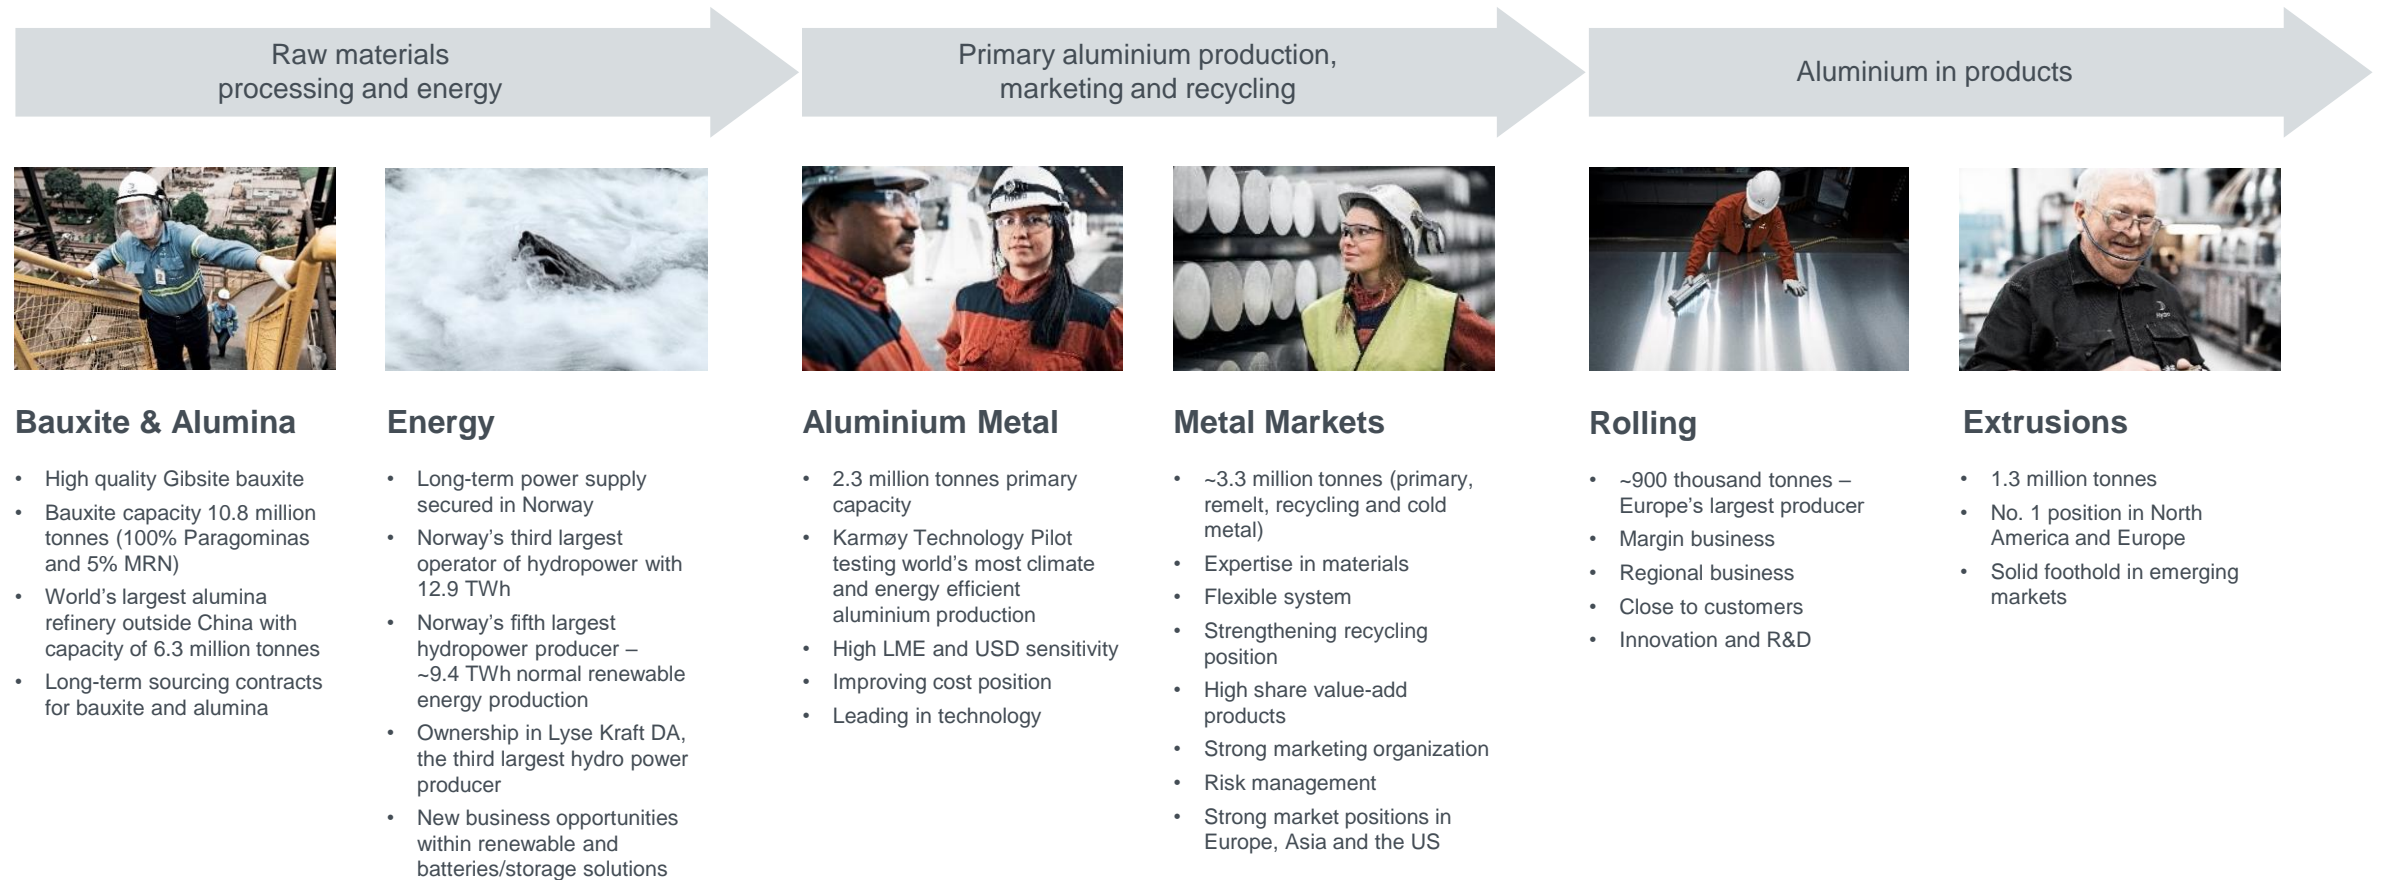 Raw materials
processing and energy
Primary aluminium production,
marketing and recycling
Aluminium in products
Bauxite & Alumina
• High quality Gibsite bauxite
• Bauxite capacity 10.8 million
tonnes (100% Paragominas
and 5% MRN)
• World’s largest alumina
refinery outside China with
capacity of 6.3 million tonnes
• Long-term sourcing contracts
for bauxite and alumina
Energy
• Long-term power supply
secured in Norway
• Norway’s third largest
operator of hydropower with
12.9 TWh
• Norway’s fifth largest
hydropower producer –
~9.4 TWh normal renewable
energy production
• Ownership in Lyse Kraft DA,
the third largest hydro power
producer
• New business opportunities
within renewable and
batteries/storage solutions
Hydro
Aluminium Metal
• 2.3 million tonnes primary
capacity
• Karmøy Technology Pilot
testing world’s most climate
and energy efficient
aluminium production
• High LME and USD sensitivity
• Improving cost position
• Leading in technology
Metal Markets
• ~3.3 million tonnes (primary,
remelt, recycling and cold
metal)
• Expertise in materials
• Flexible system
• Strengthening recycling
position
• High share value-add
products
• Strong marketing organization
• Risk management
• Strong market positions in
Europe, Asia and the US
Rolling
• ~900 thousand tonnes –
Europe’s largest producer
• Margin business
• Regional business
• Close to customers
• Innovation and R&D
Hydro
Extrusions
• 1.3 million tonnes
• No. 1 position in North
America and Europe
• Solid foothold in emerging
markets